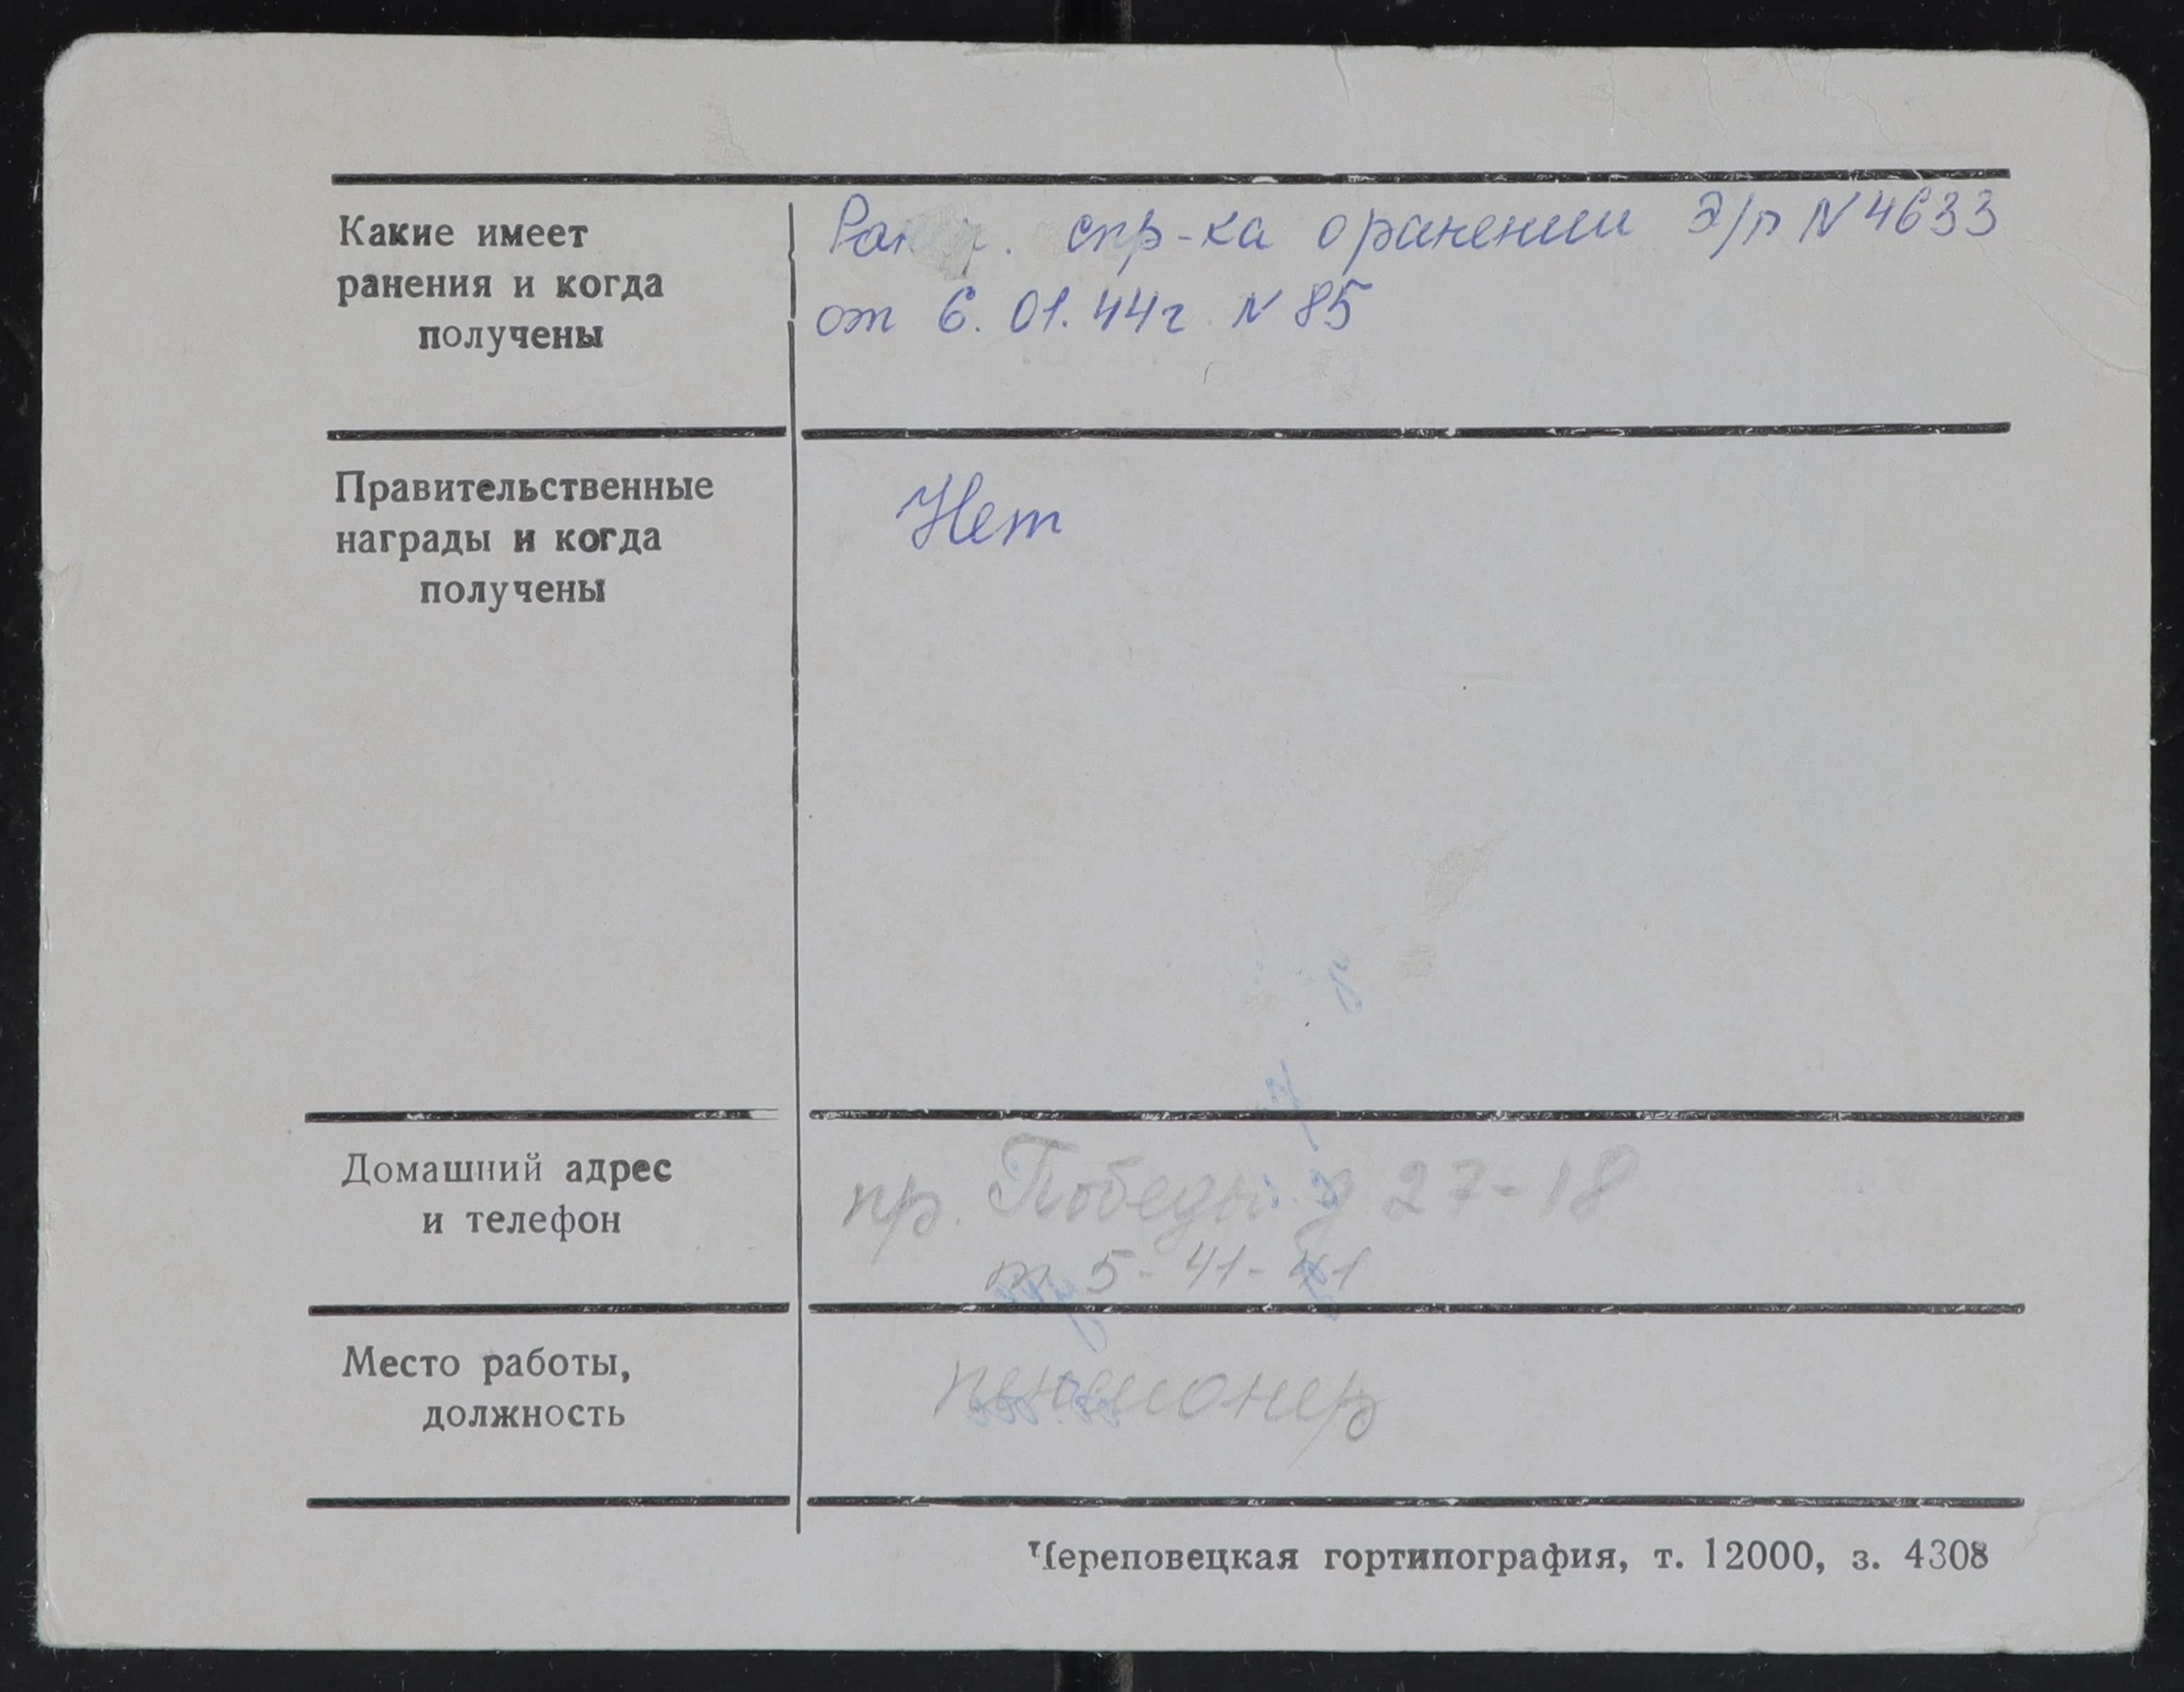 Какие имеет
ранения и когда
получены
спр-ка о ранении Э/п N 4633
от 6.01.44г N 85
Правительственные
награды и когда
получены
Нет
Домашний адрес
и телефон
пр. Победы д 27-18
т 5-41-41
Место работы,
должность
пенсионер
Череповецкая гортипография, т. 12000, з. 4308